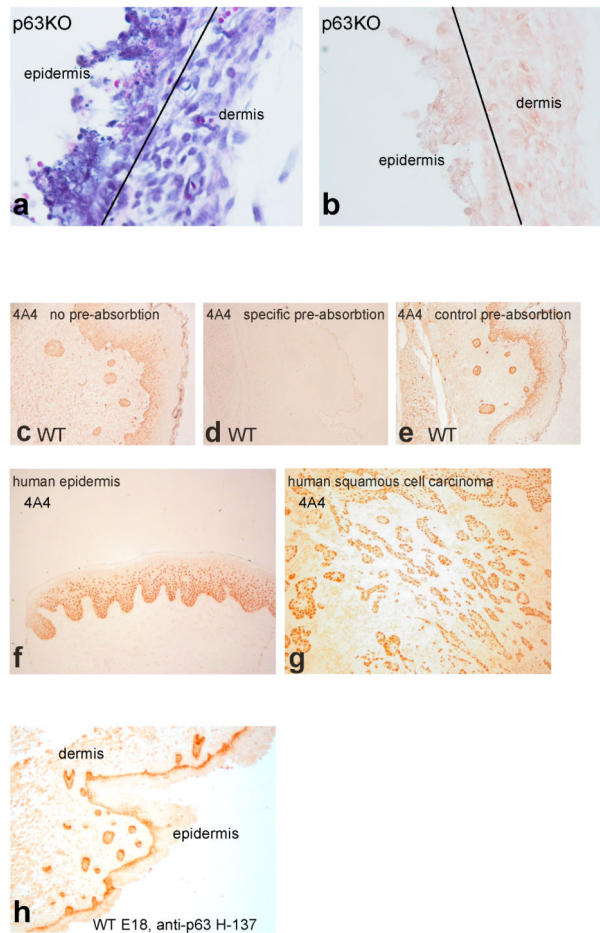 p63KO
epidermis
dermis
a
p63KO
dermis
epidermis
b
4A4 no pre-absorbtion
c WT
4A4 specific pre-absorbtion
d WT
4A4 control pre-absorbtion
e WT
human epidermis
4A4
f
human squamous cell carcinoma
4A4
g
dermis
epidermis
h
WT E18, anti-p63 H-137